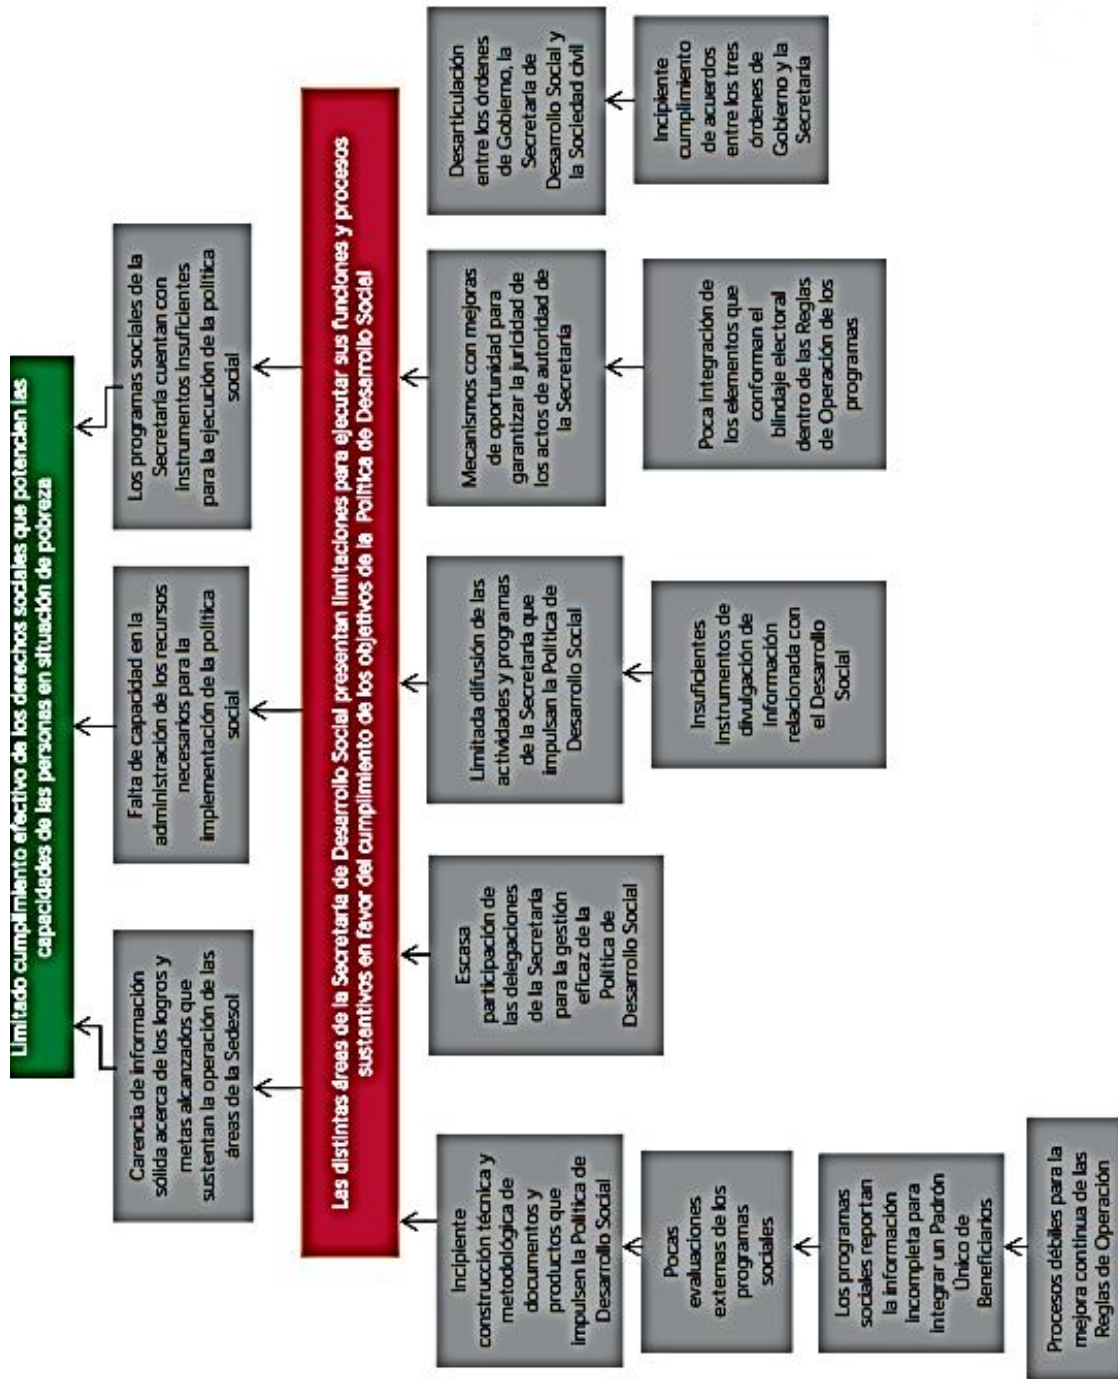 Limitado cumplimiento efectivo de los derechos sociales que potencien las
capacidades de las personas en situación de pobreza
Carencia de información
sólida acerca de los logros y
metas alcanzados que
sustentan la operación de las
áreas de la Sedesol
Falta de capacidad en la
administración de los recursos
necesarios para la
implementación de la política
social
Los programas sociales de la
Secretaría cuentan con
instrumentos insuficientes
para la ejecución de la política
social
Las distintas áreas de la Secretaría de Desarrollo Social presentan limitaciones para ejecutar sus funciones y procesos
sustantivos en favor del cumplimiento de los objetivos de la Política de Desarrollo Social
Incipiente
construcción técnica y
metodológica de
documentos y
productos que
impulsen la Política de
Desarrollo Social
Escasa
participación de
las delegaciones
de la Secretaría
para la gestión
eficaz de la
Política de
Desarrollo Social
Limitada difusión de las
actividades y programas
de la Secretaría que
impulsan la Política de
Desarrollo Social
Mecanismos con mejoras
de oportunidad para
garantizar la juricidad de
los actos de autoridad de
la Secretaría
Desarticulación
entre los órdenes
de Gobierno, la
Secretaría de
Desarrollo Social y
la Sociedad civil
Pocas
evaluaciones
externas de los
programas
sociales
Insuficientes
Instrumentos de
divulgación de
Información
relacionada con
el Desarrollo
Social
Poca integración de
los elementos que
conforman el
blindaje electoral
dentro de las Reglas
de Operación de los
programas
Incipiente
cumplimiento
de acuerdos
entre los tres
órdenes de
Gobierno y la
Secretaría
Los programas
sociales reportan
la información
incompleta para
integrar un Padrón
Único de
Beneficiarios
Procesos débiles para la
mejora continua de las
Reglas de Operación